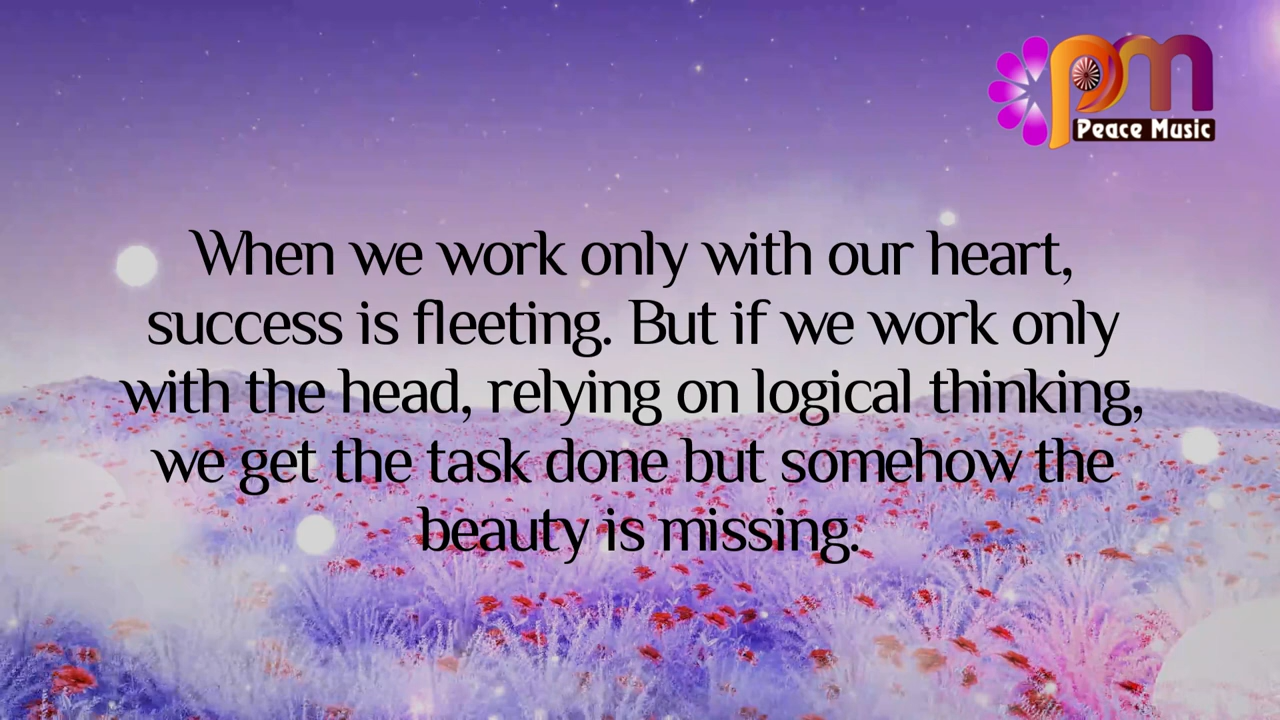 pm
Peace Music
When we work only with our heart,
success is fleeting. But if we work only
with the head, relying on logical thinking,
we get the task done but somehow the
beauty is missing.